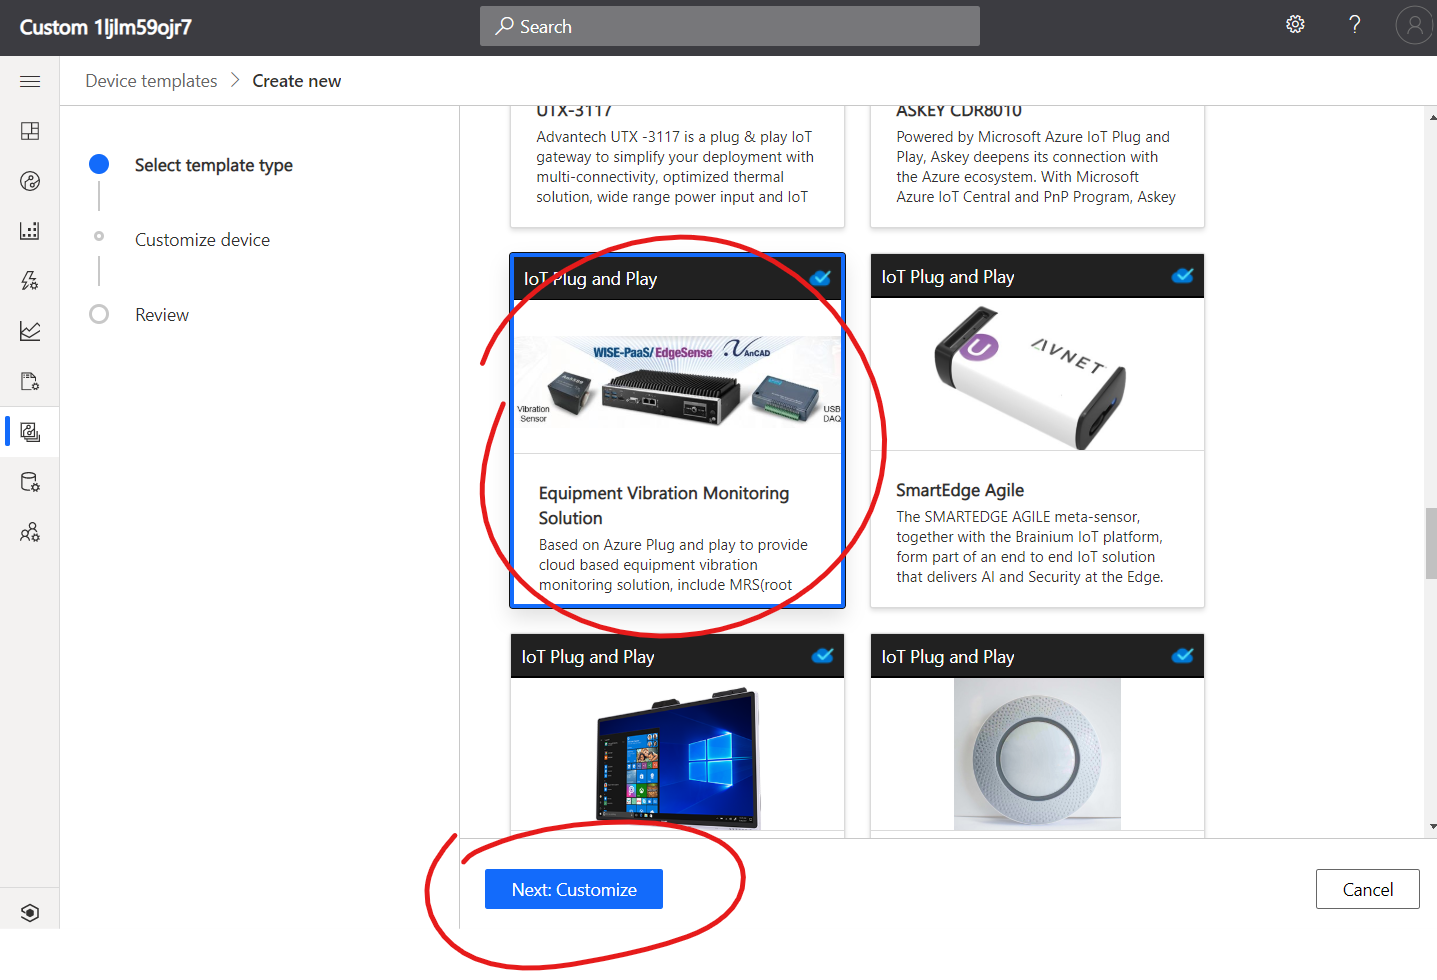 Custom 1ljlm59ojr7
Search
?
Device templates > Create new
Select template type
Customize device
Review
UTX-3117
Advantech UTX -3117 is a plug & play IoT
gateway to simplify your deployment with
multi-connectivity, optimized thermal
solution, wide range power input and IoT
ASKEY CDR8010
Powered by Microsoft Azure IoT Plug and
Play, Askey deepens its connection with
the Azure ecosystem. With Microsoft
Azure IoT Central and PnP Program, Askey
IoT Plug and Play
WISE-PaaS/EdgeSense
AnCAD
Vibration
Sensor
USB
DAQ
Equipment Vibration Monitoring
Solution
Based on Azure Plug and play to provide
cloud based equipment vibration
monitoring solution, include MRS(root
IoT Plug and Play
AVNET
SmartEdge Agile
The SMARTEDGE AGILE meta-sensor,
together with the Brainium IoT platform,
form part of an end to end IoT solution
that delivers AI and Security at the Edge.
IoT Plug and Play
IoT Plug and Play
Next: Customize
Cancel